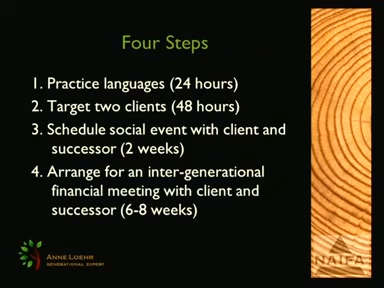 Four Steps
1. Practice languages (24 hours)
2. Target two clients (48 hours)
3. Schedule social event with client and
successor (2 weeks)
4. Arrange for an inter-generational
financial meeting with client and
successor (6-8 weeks)
Anne Loehr
GENERATIONAL EXPERT
NAIFA